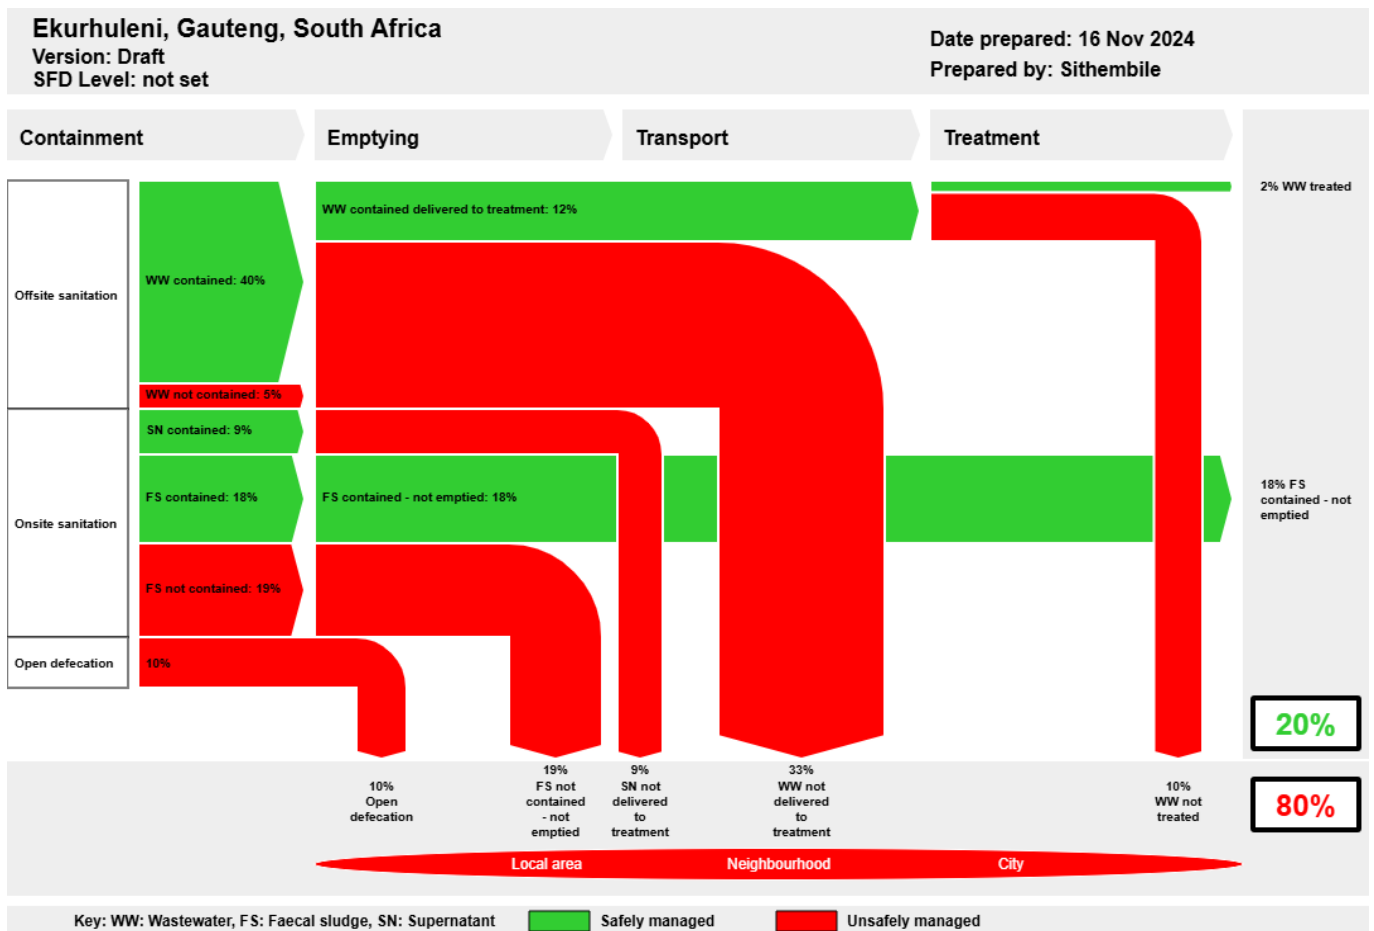 Ekurhuleni, Gauteng, South Africa
Version: Draft
SFD Level: not set
Date prepared: 16 Nov 2024
Prepared by: Sithembile
Containment
Emptying
Transport
Treatment
Offsite sanitation
Onsite sanitation
Open defecation
WW contained: 40%
WW not contained: 5%
SN contained: 9%
FS contained: 18%
FS not contained: 19%
10%
WW contained delivered to treatment: 12%
FS contained - not emptied: 18%
2% WW treated
18% FS
contained - not
emptied
20%
80%
10%
Open
defecation
19%
FS not
contained
- not
emptied
9%
SN not
delivered
to
treatment
33%
WW not
delivered
to
treatment
10%
WW not
treated
Local area
Neighbourhood
City
Key: WW: Wastewater, FS: Faecal sludge, SN: Supernatant
Safely managed
Unsafely managed